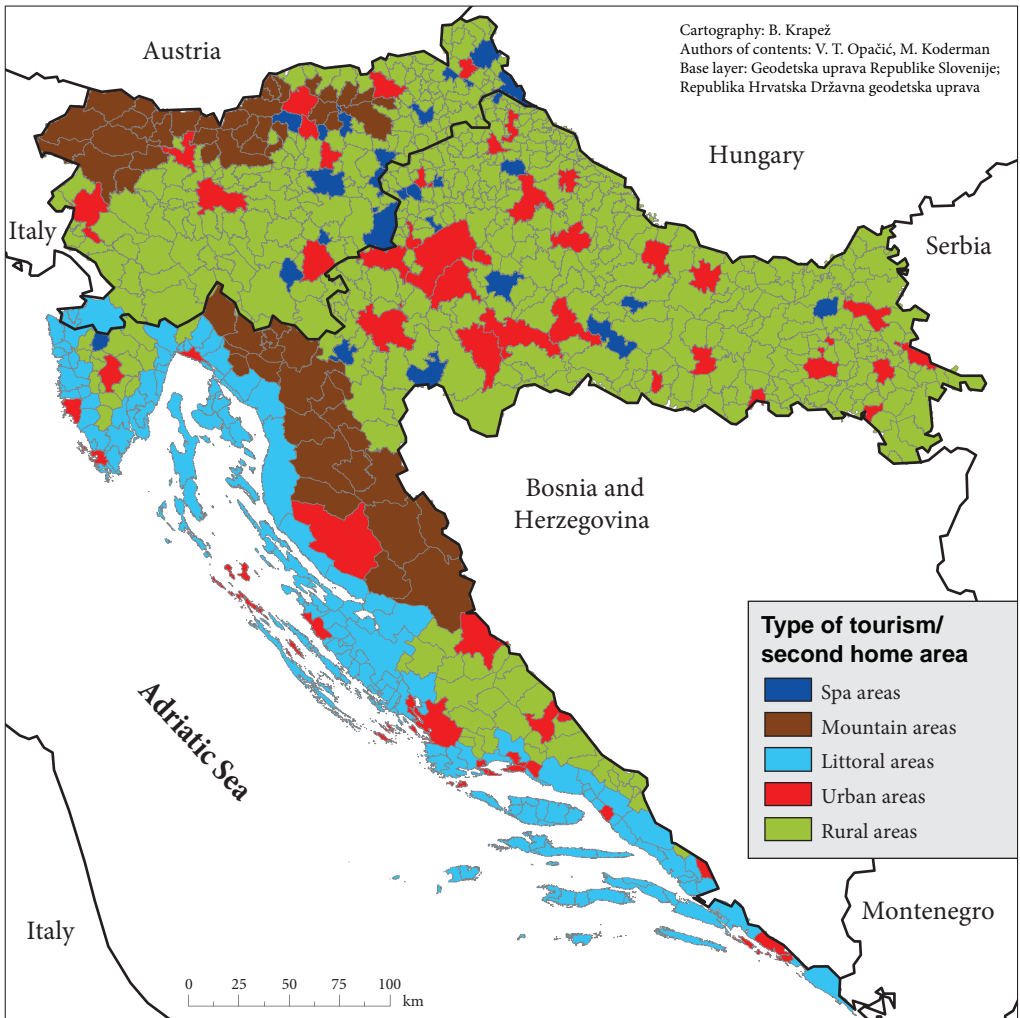 Cartography: B. Krapež
Authors of contents: V. T. Opačić, M. Koderman
Base layer: Geodetska uprava Republike Slovenije;
Republika Hrvatska Državna geodetska uprava
Austria
Hungary
Italy
Serbia
Bosnia and
Herzegovina
Adriatic Sea
Type of tourism/
second home area
Spa areas
Mountain areas
Littoral areas
Urban areas
Rural areas
Montenegro
Italy
0 25 50 75 100
km